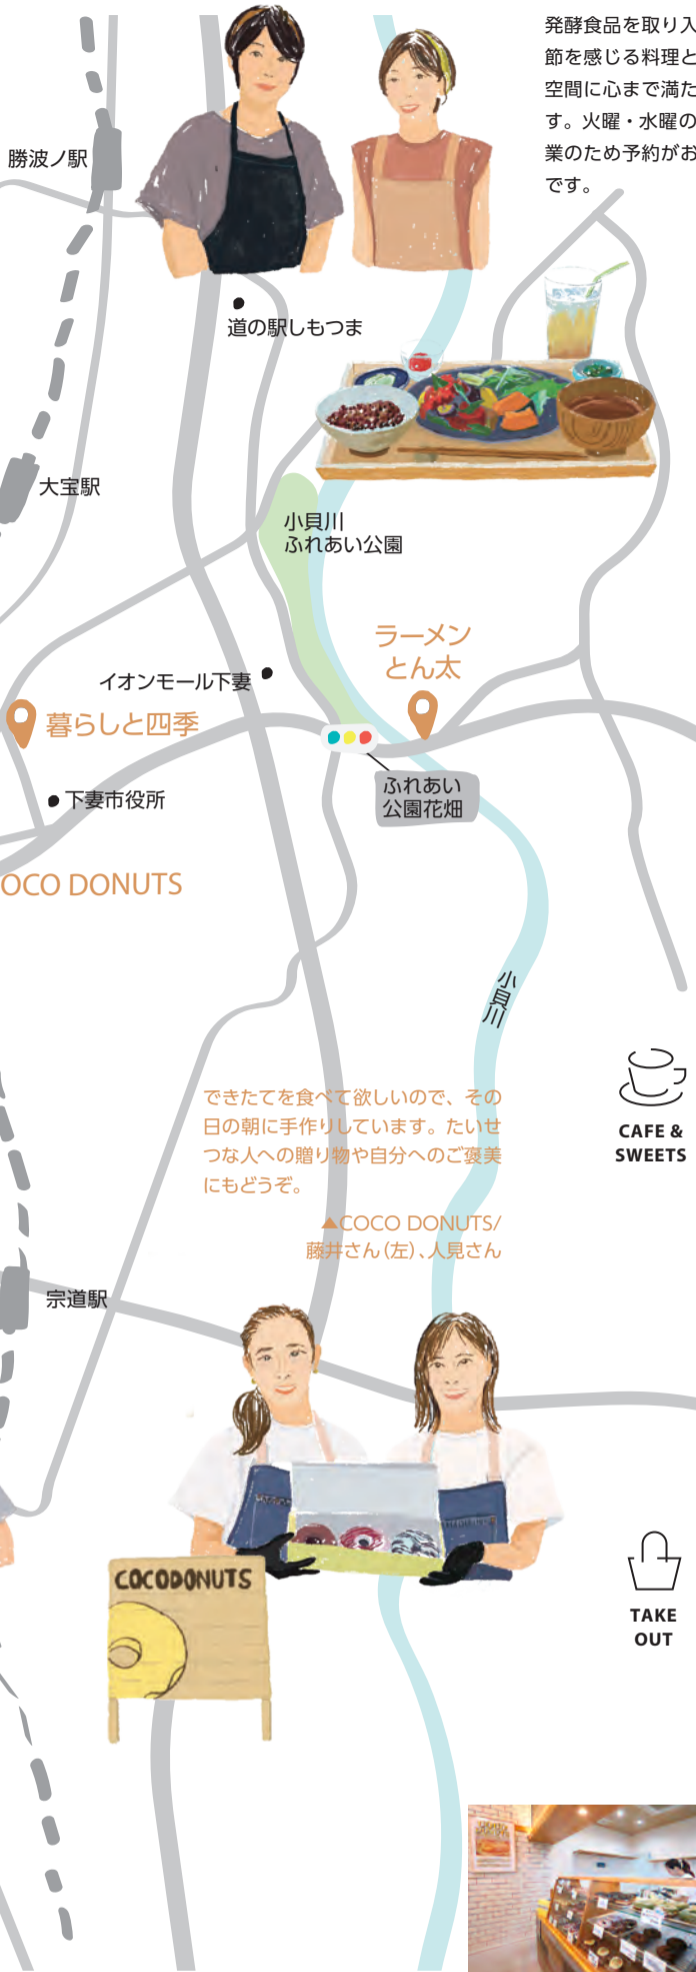 発酵食品を取り入
節を感じる料理と
空間に心まで満た
す。火曜・水曜の
業のため予約がお
です。
勝波ノ駅
道の駅しもつま
大宝駅
小貝川
ふれあい公園
ラーメン
とん太
イオンモール下妻
暮らしと四季
ふれあい
公園花畑
下妻市役所
OCO DONUTS
小貝川
できたてを食べて欲しいので、その
日の朝に手作りしています。たいせ
つな人への贈り物や自分へのご褒美
にもどうぞ。
▲COCO DONUTS/
藤井さん(左)、人見さん
CAFE &
SWEETS
宗道駅
COCODONUTS
TAKE
OUT